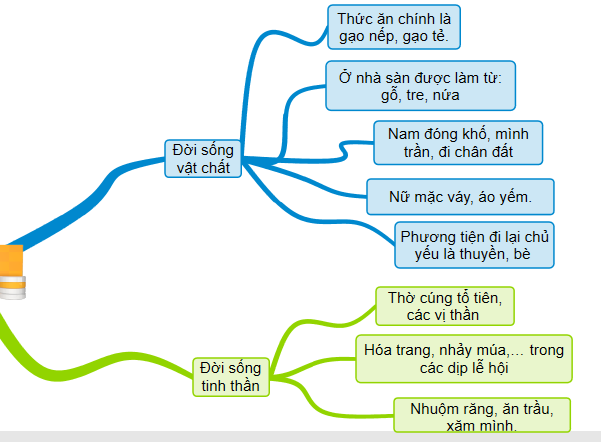 Thức ăn chính là
gạo nếp, gạo tẻ.
Ở nhà sàn được làm từ:
gỗ, tre, nứa
Đời sống
vật chất
Nam đóng khố, mình
trần, đi chân đất
Nữ mặc váy, áo yếm.
Phương tiện đi lại chủ
yếu là thuyền, bè
Thờ cúng tổ tiên,
các vị thần
Đời sống
tinh thần
Hóa trang, nhảy múa,... trong
các dịp lễ hội
Nhuộm răng, ăn trầu,
xăm mình.